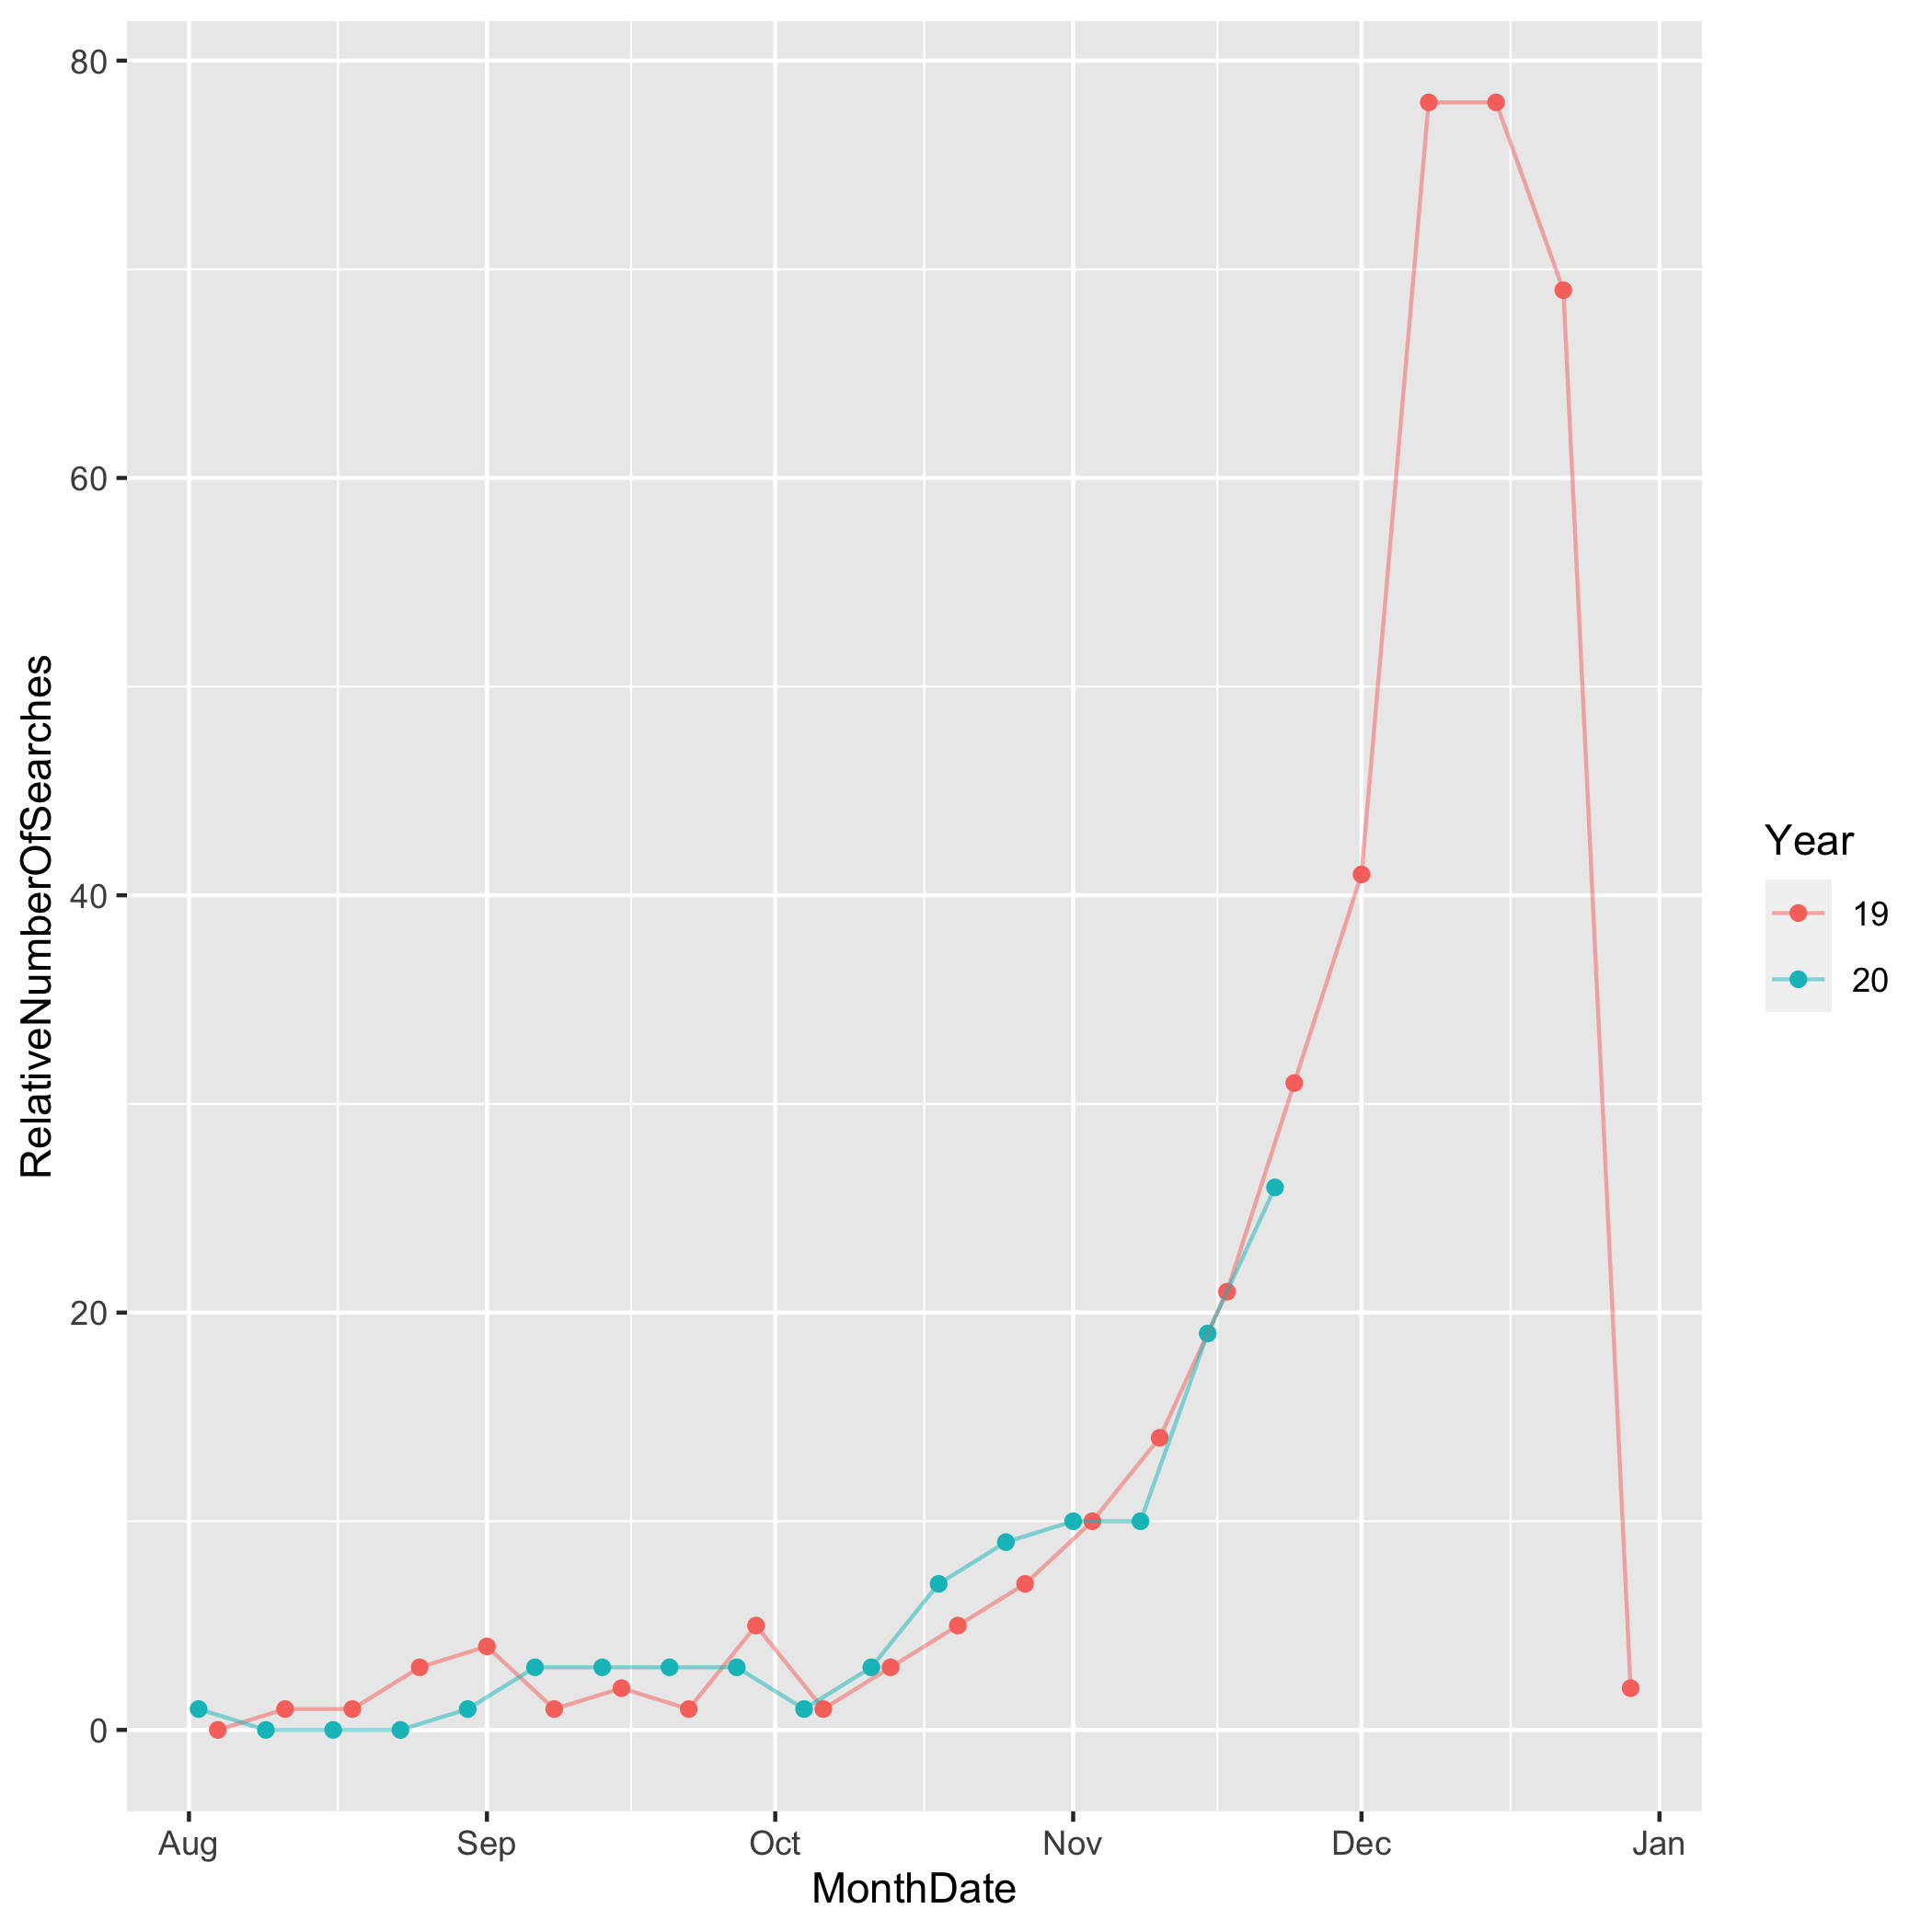 80
60
40
20
0
RelativeNumberOfSearches
Aug
Sep
Oct
Nov
Dec
Jan
MonthDate
Year
19
20